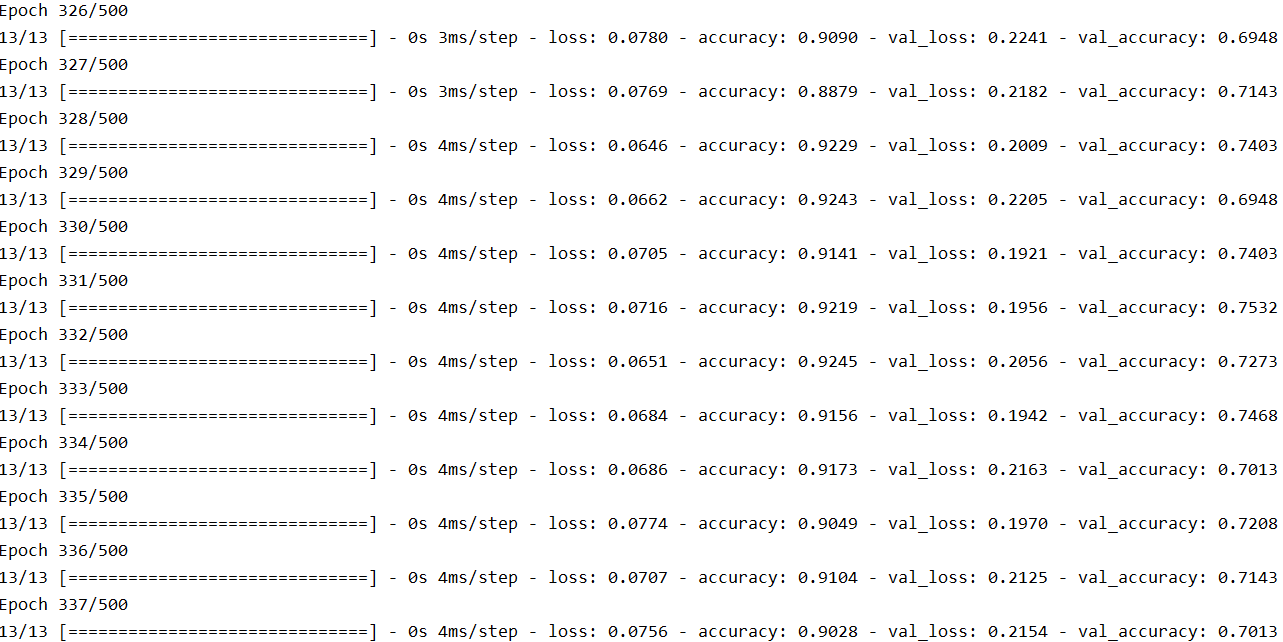 Epoch 326/500
13/13 [==============================] - 0s 3ms/step - loss: 0.0780 - accuracy: 0.9090 - val_loss: 0.2241 - val_accuracy: 0.6948
Epoch 327/500
13/13 [==============================] - 0s 3ms/step - loss: 0.0769 - accuracy: 0.8879 - val_loss: 0.2182 - val_accuracy: 0.7143
Epoch 328/500
13/13 [==============================] - 0s 4ms/step - loss: 0.0646 - accuracy: 0.9229 - val_loss: 0.2009 - val_accuracy: 0.7403
Epoch 329/500
13/13 [==============================] - 0s 4ms/step - loss: 0.0662 - accuracy: 0.9243 - val_loss: 0.2205 - val_accuracy: 0.6948
Epoch 330/500
13/13 [==============================] - 0s 4ms/step - loss: 0.0705 - accuracy: 0.9141 - val_loss: 0.1921 - val_accuracy: 0.7403
Epoch 331/500
13/13 [==============================] - 0s 4ms/step - loss: 0.0716 - accuracy: 0.9219 - val_loss: 0.1956 - val_accuracy: 0.7532
Epoch 332/500
13/13 [==============================] - 0s 4ms/step - loss: 0.0651 - accuracy: 0.9245 - val_loss: 0.2056 - val_accuracy: 0.7273
Epoch 333/500
13/13 [==============================] - 0s 4ms/step - loss: 0.0684 - accuracy: 0.9156 - val_loss: 0.1942 - val_accuracy: 0.7468
Epoch 334/500
13/13 [==============================] - 0s 4ms/step - loss: 0.0686 - accuracy: 0.9173 - val_loss: 0.2163 - val_accuracy: 0.7013
Epoch 335/500
13/13 [==============================] - 0s 4ms/step - loss: 0.0774 - accuracy: 0.9049 - val_loss: 0.1970 - val_accuracy: 0.7208
Epoch 336/500
13/13 [==============================] - 0s 4ms/step - loss: 0.0707 - accuracy: 0.9104 - val_loss: 0.2125 - val_accuracy: 0.7143
Epoch 337/500
13/13 [==============================] - 0s 4ms/step - loss: 0.0756 - accuracy: 0.9028 - val_loss: 0.2154 - val_accuracy: 0.7013